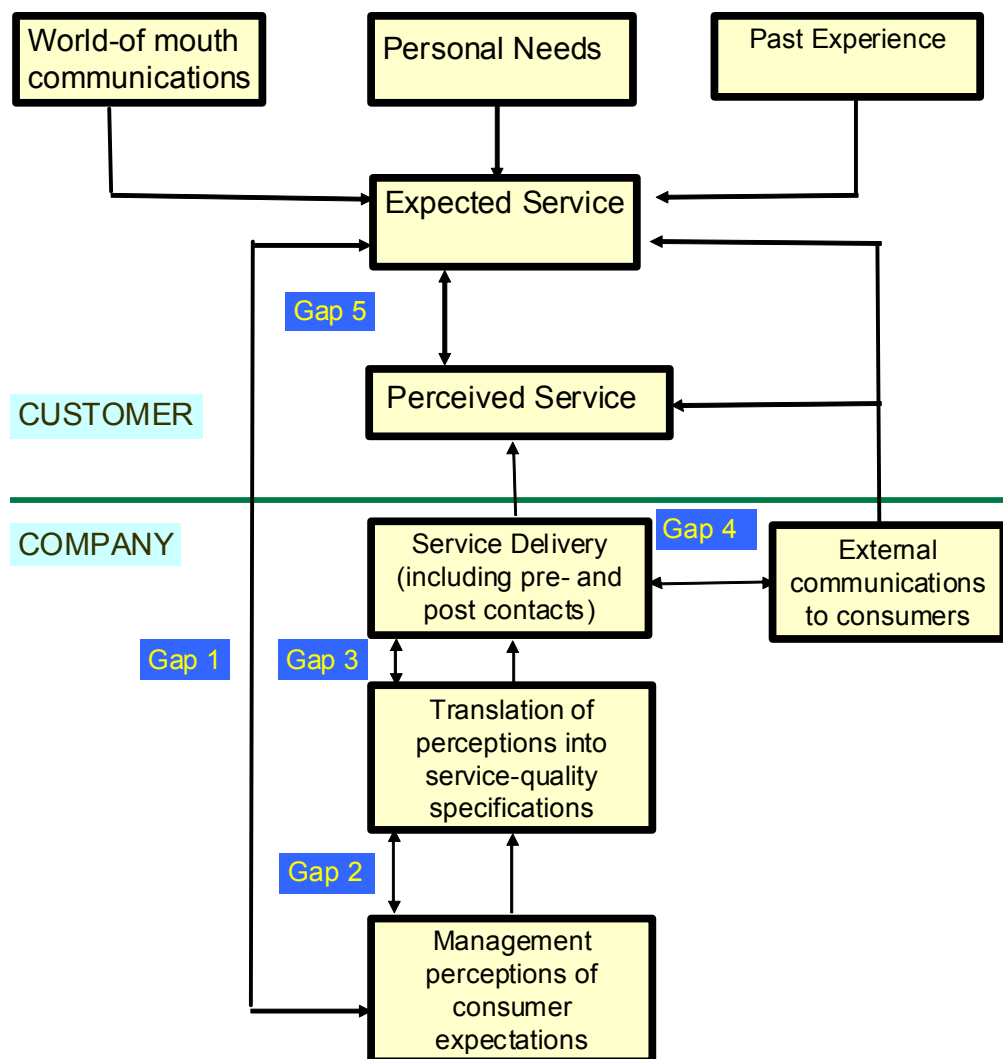 World-of mouth
communications
Personal Needs
Past Experience
Expected Service
Gap 5
Perceived Service
CUSTOMER
COMPANY
Service Delivery
(including pre- and
post contacts)
Gap 4
External
communications
to consumers
Gap 1
Gap 3
Translation of
perceptions into
service-quality
specifications
Gap 2
Management
perceptions of
consumer
expectations